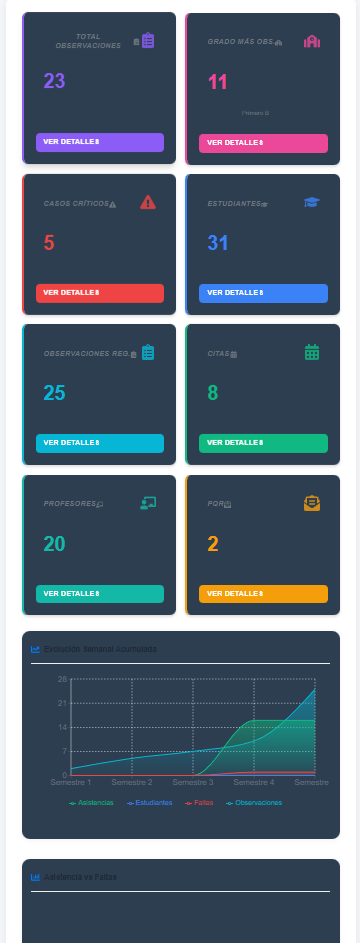 TOTAL
OBSERVACIONES
23
VER DETALLES
GRADO MÁS OBS.
11
Primero B
VER DETALLES
CASOS CRÍTICOS
5
VER DETALLES
ESTUDIANTES
31
VER DETALLES
OBSERVACIONES REG.
25
VER DETALLES
CITAS
8
VER DETALLES
PROFESORES
20
VER DETALLES
PQR
2
VER DETALLES
Evolución Semanal Acumulada
28
21
14
7
0
Semestre 1 Semestre 2 Semestre 3 Semestre 4 Semestre
Asistencias Estudiantes Faltas Observaciones
Asistencia vs Faltas